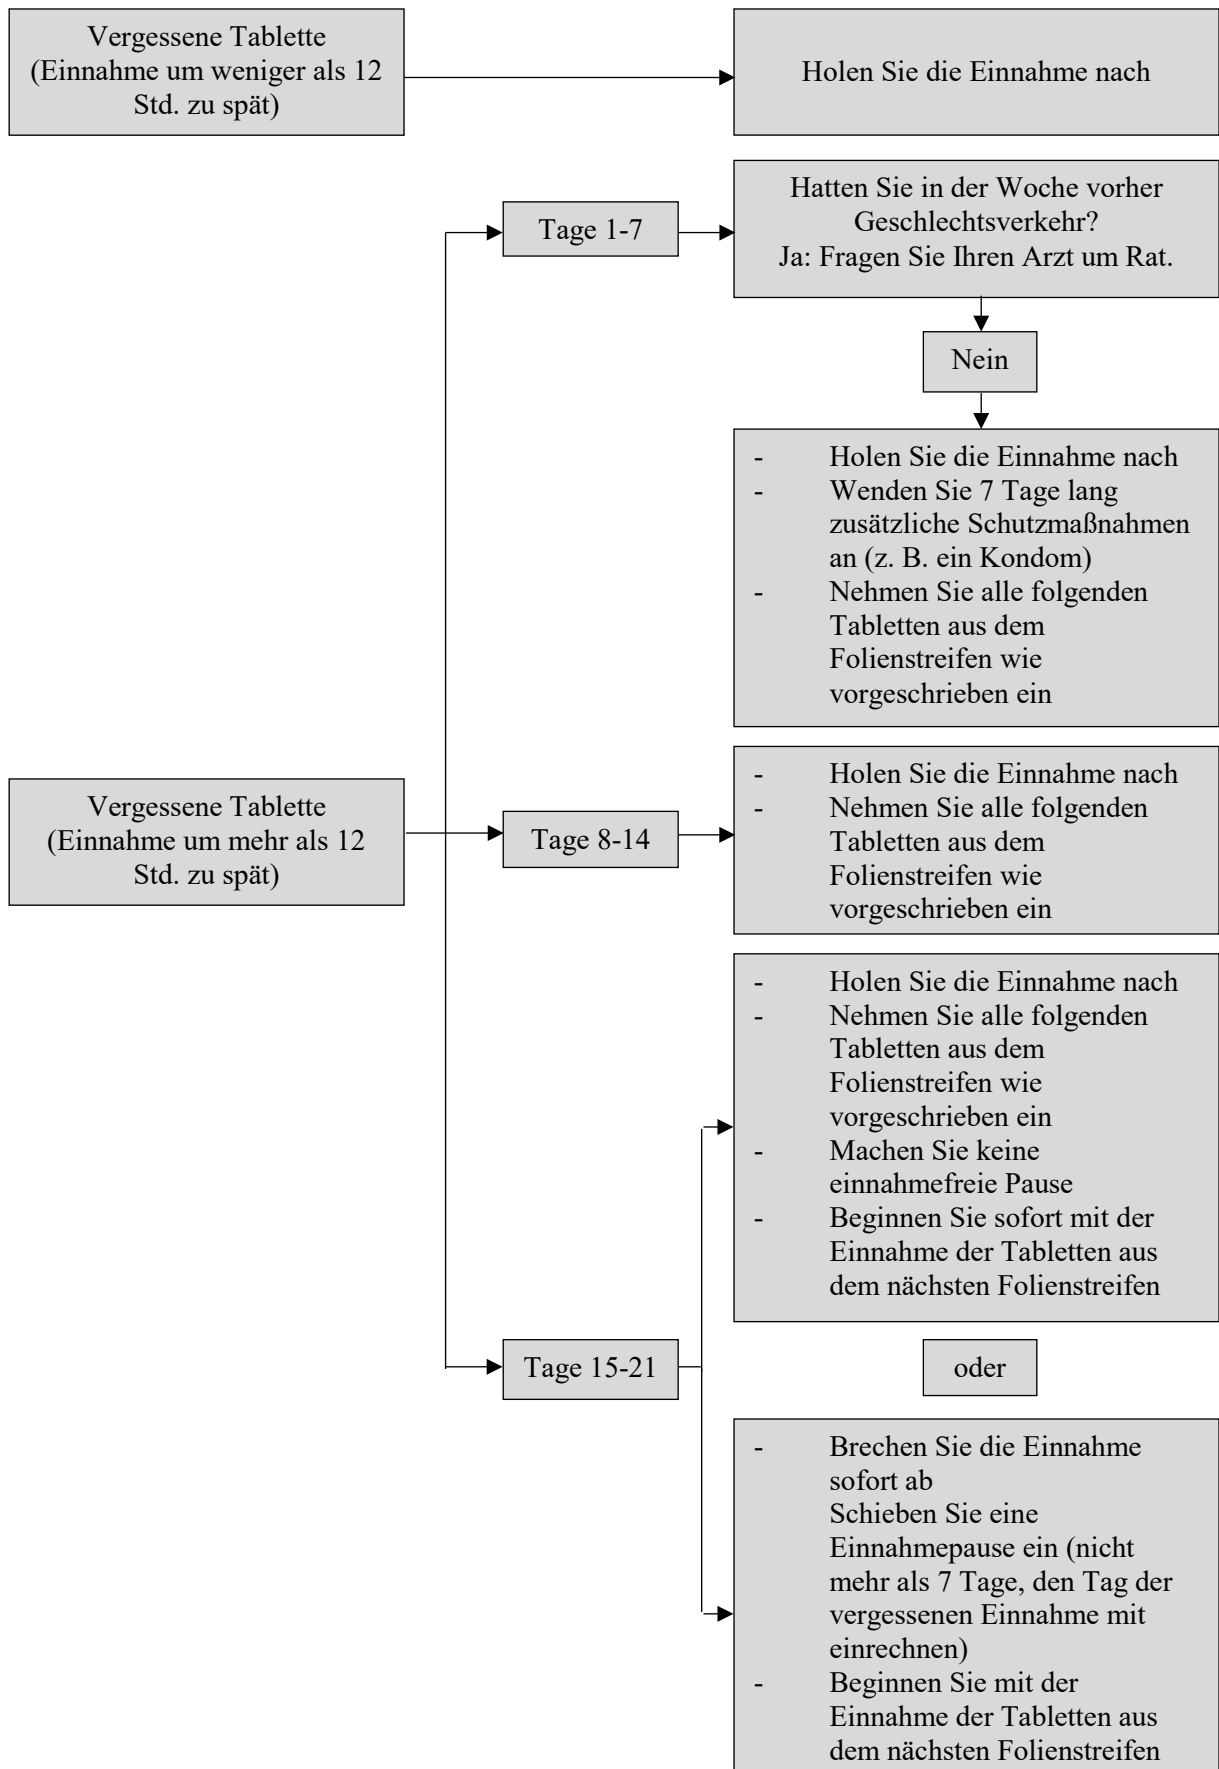 Vergessene Tablette
(Einnahme um weniger als 12
Std. zu spät)
Holen Sie die Einnahme nach
Tage 1-7
Hatten Sie in der Woche vorher
Geschlechtsverkehr?
Ja: Fragen Sie Ihren Arzt um Rat.
Nein
- Holen Sie die Einnahme nach
- Wenden Sie 7 Tage lang
zusätzliche Schutzmaßnahmen
an (z. B. ein Kondom)
- Nehmen Sie alle folgenden
Tabletten aus dem
Folienstreifen wie
vorgeschrieben ein
Vergessene Tablette
(Einnahme um mehr als 12
Std. zu spät)
Tage 8-14
- Holen Sie die Einnahme nach
- Nehmen Sie alle folgenden
Tabletten aus dem
Folienstreifen wie
vorgeschrieben ein
Tage 15-21
- Holen Sie die Einnahme nach
- Nehmen Sie alle folgenden
Tabletten aus dem
Folienstreifen wie
vorgeschrieben ein
- Machen Sie keine
einnahmefreie Pause
- Beginnen Sie sofort mit der
Einnahme der Tabletten aus
dem nächsten Folienstreifen
oder
- Brechen Sie die Einnahme
sofort ab
Schieben Sie eine
Einnahmepause ein (nicht
mehr als 7 Tage, den Tag der
vergessenen Einnahme mit
einrechnen)
- Beginnen Sie mit der
Einnahme der Tabletten aus
dem nächsten Folienstreifen